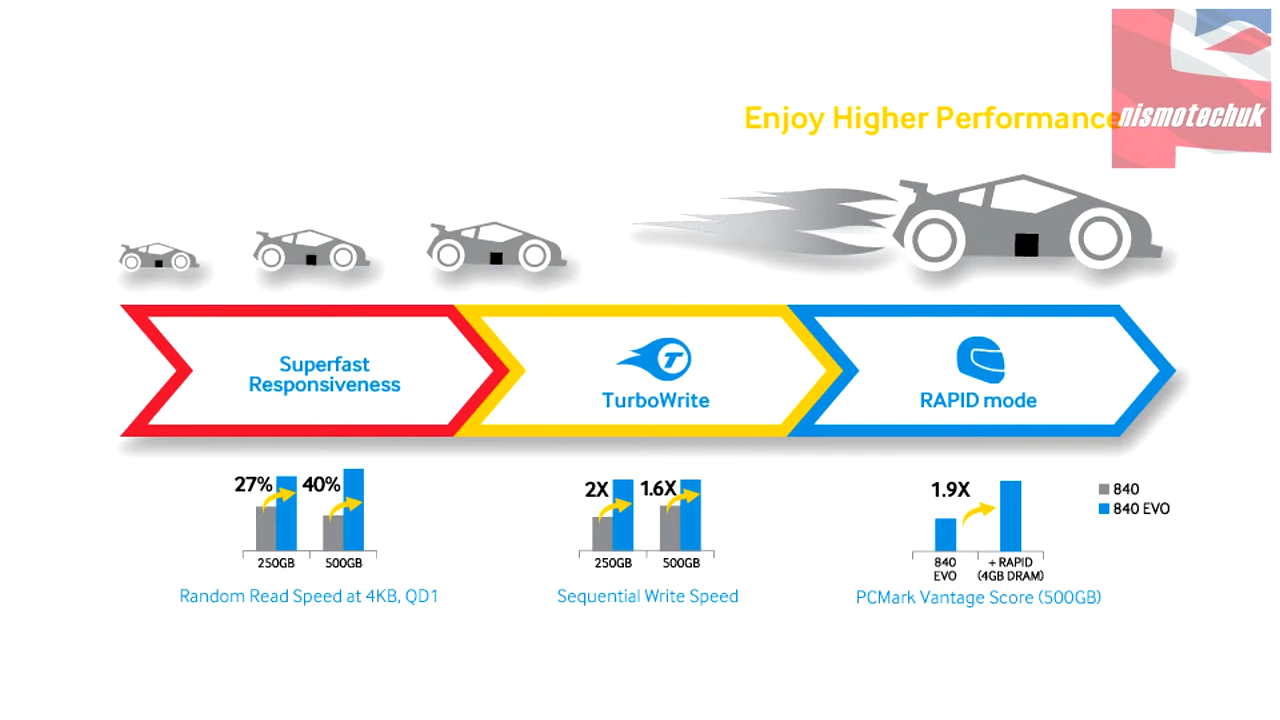 Enjoy Higher Performance
nismotechuk
Superfast
Responsiveness
T
TurboWrite
RAPID mode
27%
40%
250GB
500GB
Random Read Speed at 4KB, QD1
2X
1.6X
250GB
500GB
Sequential Write Speed
1.9X
840
EVO
+ RAPID
(4GB DRAM)
PCMark Vantage Score (500GB)
840
840 EVO